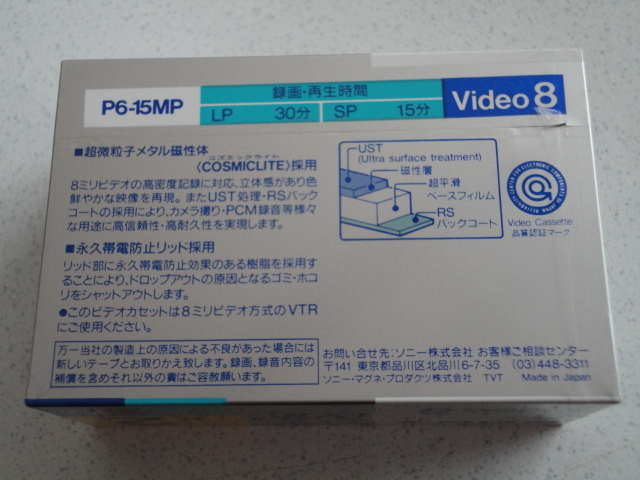 P6-15MP
録画・再生時間
LP 30分 SP 15分
Video 8
■超微粒子メタル磁性体
コズミックライト
〈COSMICLITE〉採用
8ミリビデオの高密度記録に対応、立体感があり色
鮮やかな映像を再現。またUST処理・RSバック
コートの採用により、カメラ撮り・PCM録音等様々
な用途に高信頼性・高耐久性を実現します。
■永久帯電防止リッド採用
リッド部に永久帯電防止効果のある樹脂を採用す
ることにより、ドロップアウトの原因となるゴミ・ホコ
リをシャットアウトします。
●このビデオカセットは8ミリビデオ方式のVTR
にご使用ください。
UST
(Ultra surface treatment)
磁性層
超平滑
ベースフィルム
RS
バックコート
CENTER FOR ELECTRONIC COMPONENTS OF JAPAN RELIABILITY
Video Cassette
品質認証マーク
万一当社の製造上の原因による不良があった場合には
新しいテープとお取りかえ致します。録画、録音内容の
補償を含めそれ以外の責はご容赦願います。
お問い合せ先:ソニー株式会社 お客様ご相談センター
〒141 東京都品川区北品川6-7-35 (03)448-3311
ソニー・マグネ・プロダクツ株式会社 TVT Made in Japan